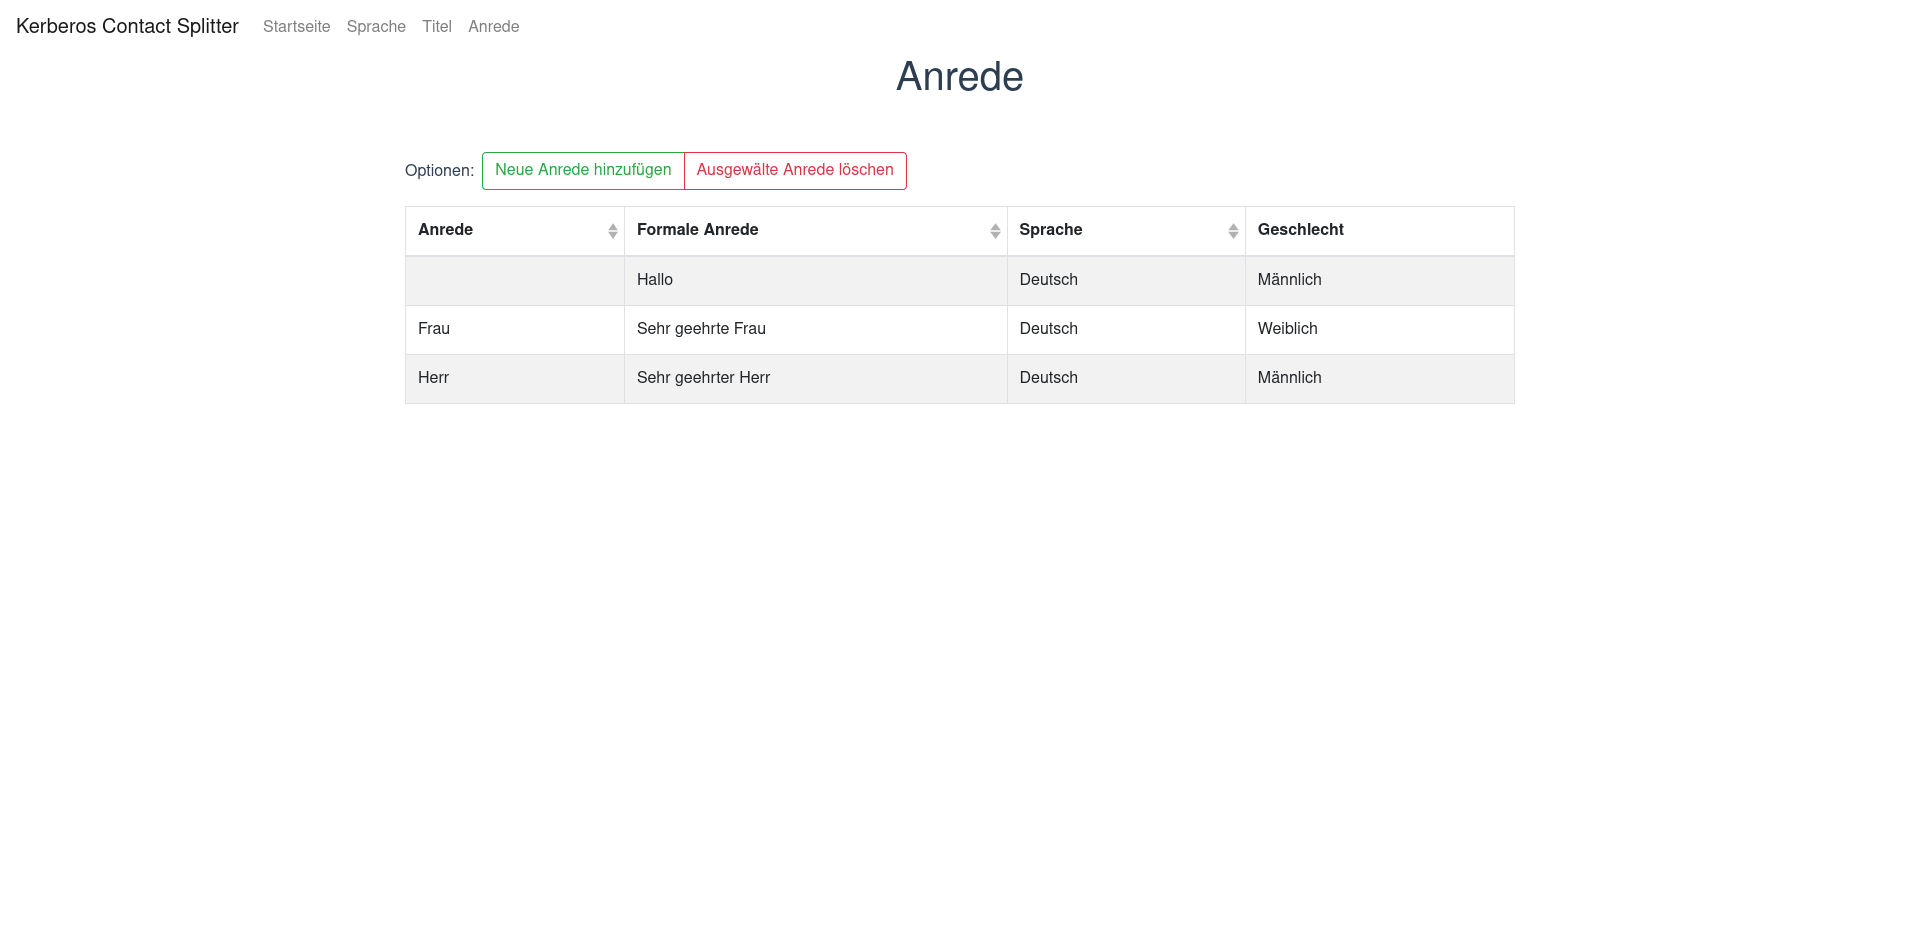 Kerberos Contact Splitter Startseite Sprache Titel Anrede
Anrede
Optionen: Neue Anrede hinzufügen Ausgewälte Anrede löschen
Anrede Formale Anrede Sprache Geschlecht
Hallo Deutsch Männlich
Frau Sehr geehrte Frau Deutsch Weiblich
Herr Sehr geehrter Herr Deutsch Männlich